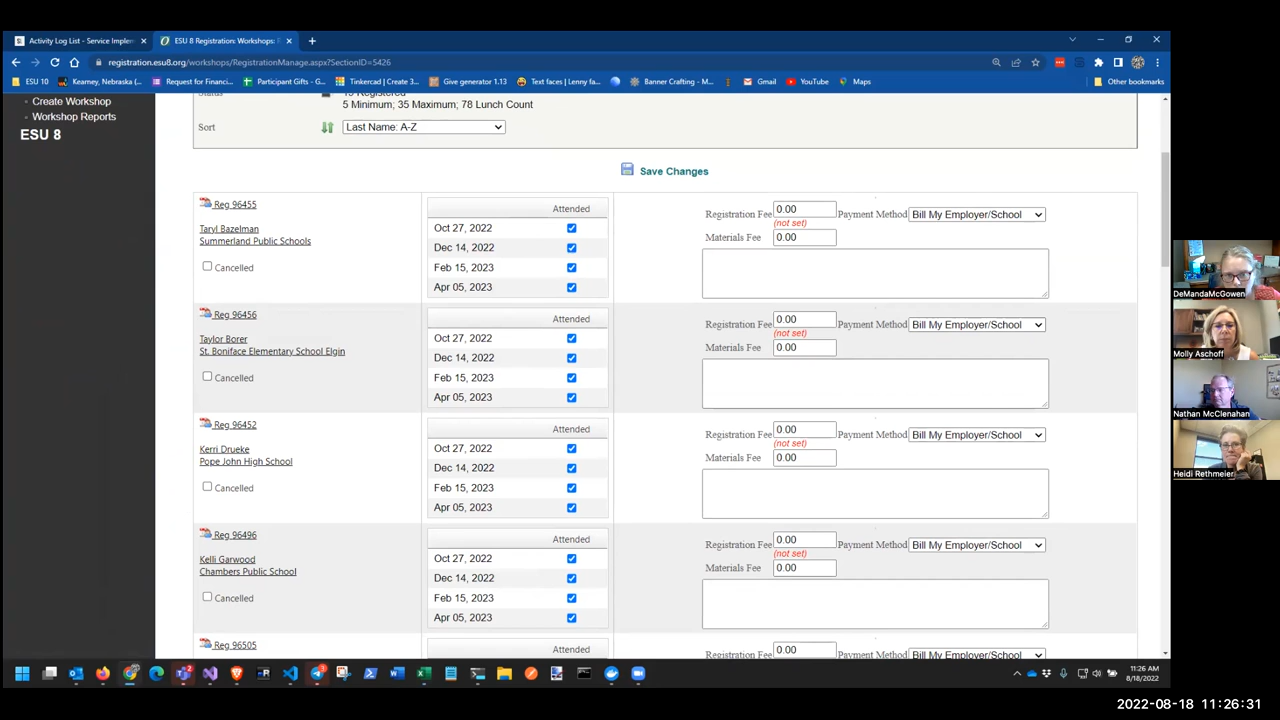 Activity Log List - Service Implem
ESU 8 Registration: Workshops: R
registration.esu8.org/workshops/RegistrationManage.aspx?SectionID=5426
ESU 10
Kearney, Nebraska (
Request for Financi...
Participant Gifts - G...
Tinkercad | Create 3...
Give generator 1.13
Text faces | Lenny fa...
Banner Crafting - M...
Gmail
YouTube
Maps
Other bookmarks
Create Workshop
Workshop Reports
ESU 8
5 Minimum; 35 Maximum; 78 Lunch Count
Sort
Last Name: A-Z
Save Changes
Reg 96455
Taryl Bazelman
Summerland Public Schools
Cancelled
Attended
Oct 27, 2022
Dec 14, 2022
Feb 15, 2023
Apr 05, 2023
Registration Fee 0.00 Payment Method Bill My Employer/School
(not set)
Materials Fee 0.00
Reg 96456
Taylor Borer
St. Boniface Elementary School Elgin
Cancelled
Attended
Oct 27, 2022
Dec 14, 2022
Feb 15, 2023
Apr 05, 2023
Registration Fee 0.00 Payment Method Bill My Employer/School
(not set)
Materials Fee 0.00
Reg 96452
Kerri Drueke
Pope John High School
Cancelled
Attended
Oct 27, 2022
Dec 14, 2022
Feb 15, 2023
Apr 05, 2023
Registration Fee 0.00 Payment Method Bill My Employer/School
(not set)
Materials Fee 0.00
Reg 96496
Kelli Garwood
Chambers Public School
Cancelled
Attended
Oct 27, 2022
Dec 14, 2022
Feb 15, 2023
Apr 05, 2023
Registration Fee 0.00 Payment Method Bill My Employer/School
(not set)
Materials Fee 0.00
Reg 96505
Attended
Registration Fee 0.00 Payment Method Bill My Employer/School
DeMandaMcGowen
Molly Aschoff
Nathan McClenahan
Heidi Rethmeier
11:26 AM
8/18/2022
2022-08-18 11:26:31